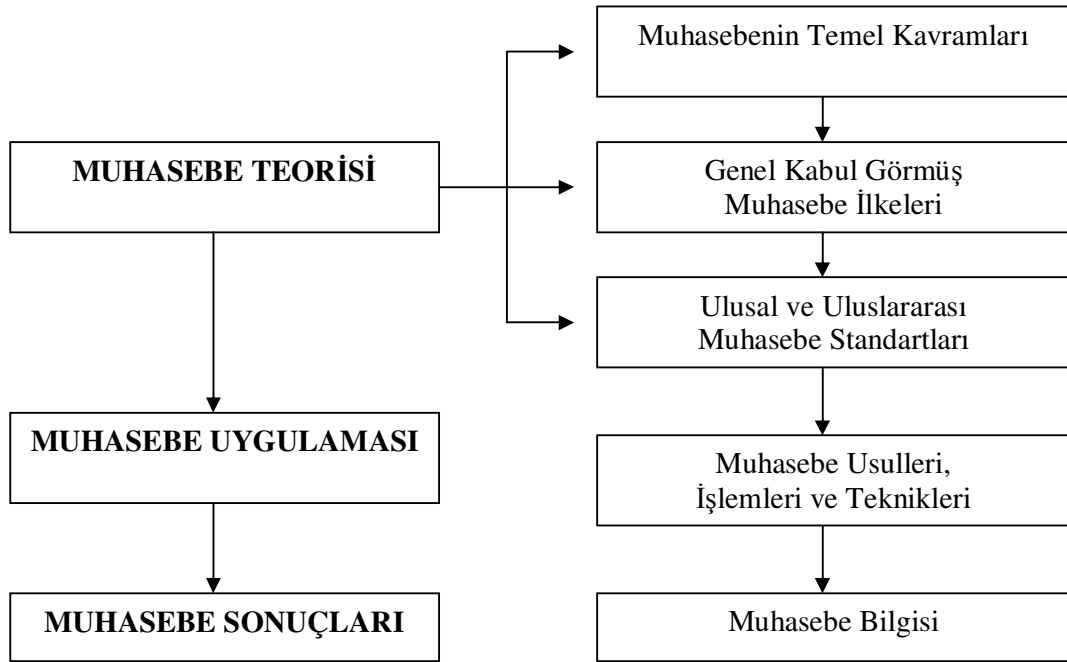 Muhasebenin Temel Kavramları
MUHASEBE TEORİSİ
Genel Kabul Görmüş
Muhasebe İlkeleri
Ulusal ve Uluslararası
Muhasebe Standartları
MUHASEBE UYGULAMASI
Muhasebe Usulleri,
İşlemleri ve Teknikleri
MUHASEBE SONUÇLARI
Muhasebe Bilgisi